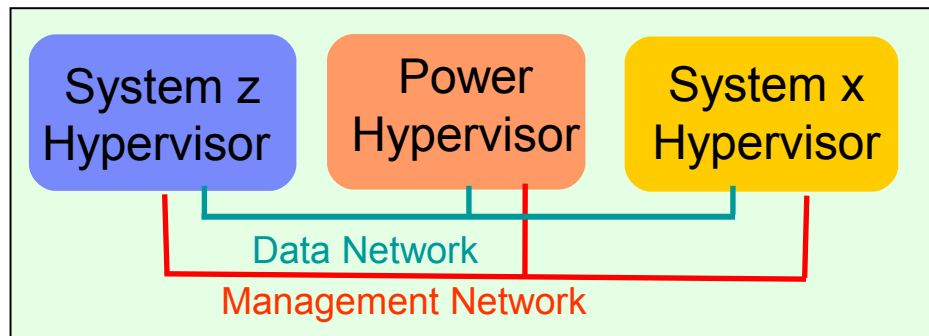 System z
Hypervisor
Power
Hypervisor
System x
Hypervisor
Data Network
Management Network